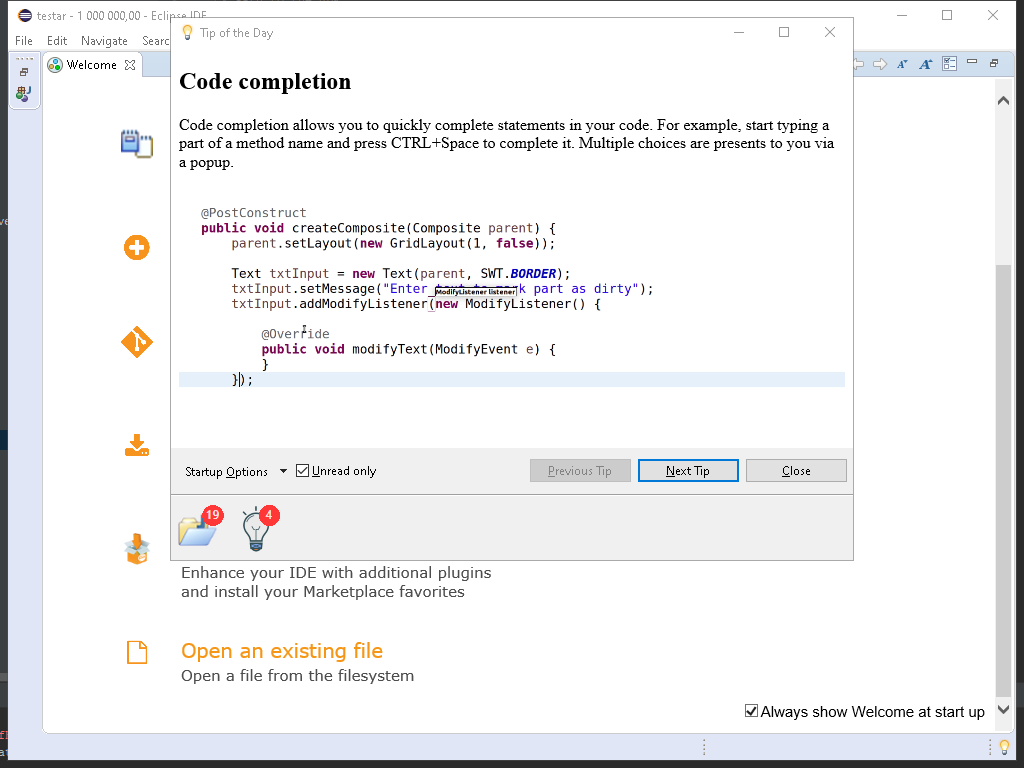 testar - 1 000 000,00 - Eclipse IDE
File Edit Navigate Searc
Tip of the Day
Welcome
Code completion
Code completion allows you to quickly complete statements in your code. For example, start typing a
part of a method name and press CTRL+Space to complete it. Multiple choices are presents to you via
a popup.
@PostConstruct
public void createComposite(Composite parent) {
parent.setLayout(new GridLayout(1, false));
Text txtInput = new Text(parent, SWT.BORDER);
txtInput.setMessage("Enter text to mark part as dirty");
ModifyListener listener
txtInput.addModifyListener(new ModifyListener() {
@Override
public void modifyText(ModifyEvent e) {
}
});
Startup Options
Unread only
Previous Tip
Next Tip
Close
19
4
Enhance your IDE with additional plugins
and install your Marketplace favorites
Open an existing file
Open a file from the filesystem
Always show Welcome at start up